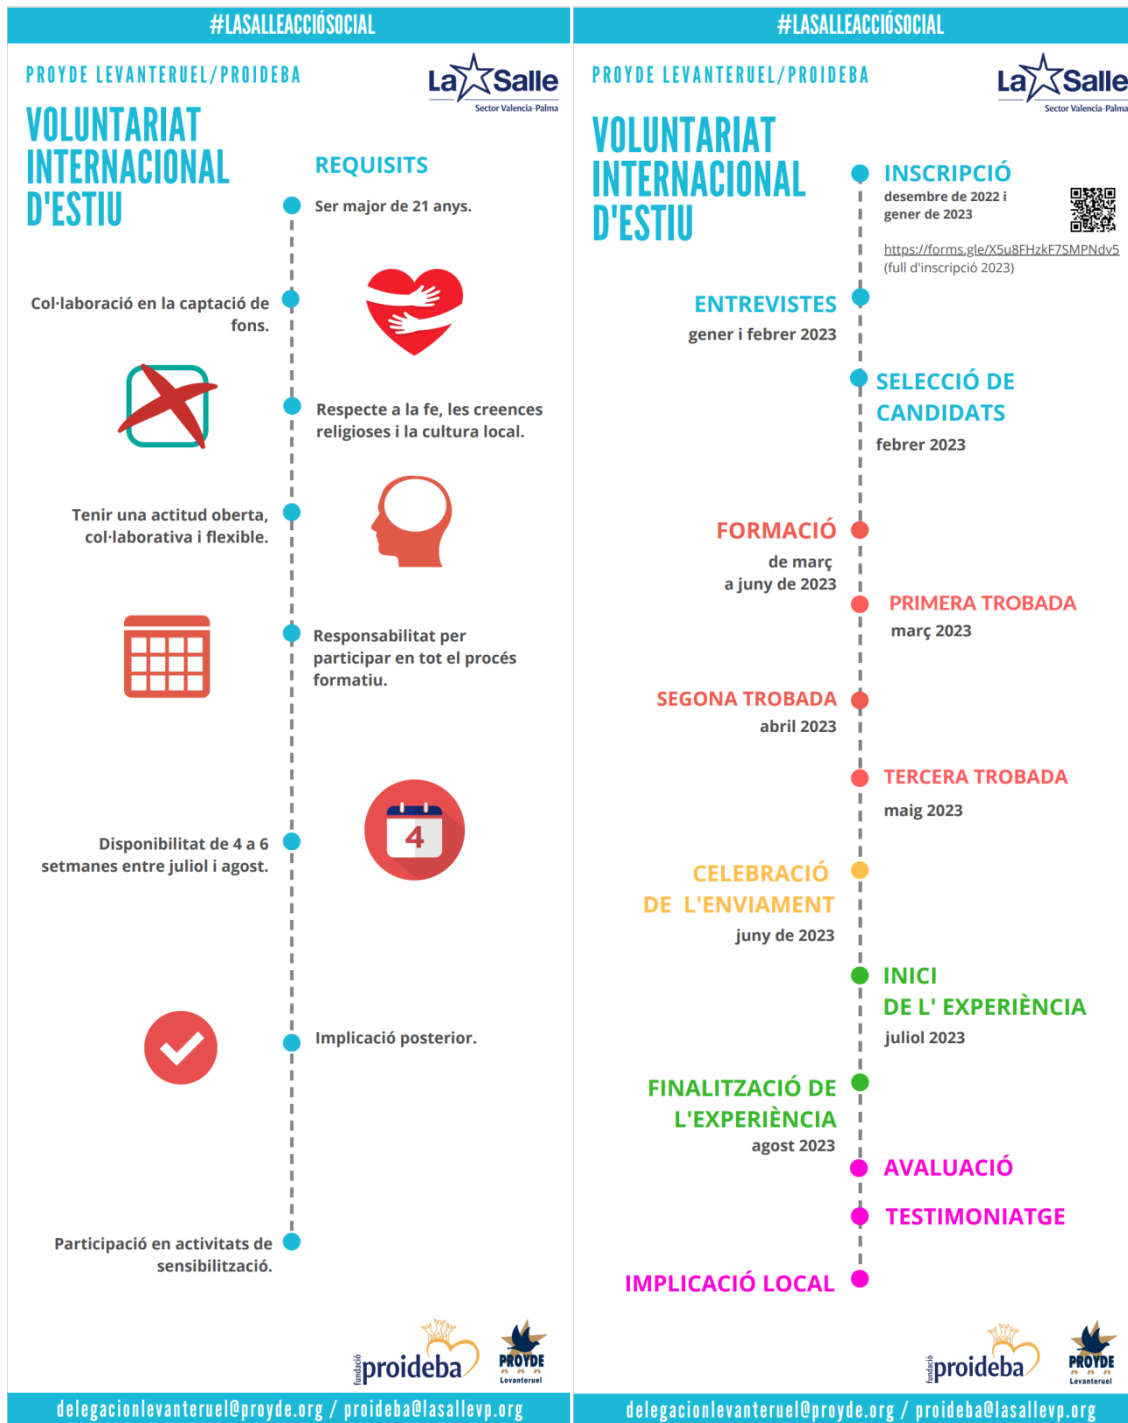 #LASALLEACCIÓSOCIAL
PROYDE LEVANTERUEL/PROIDEBA
La Salle
Sector Valencia-Palma
VOLUNTARIAT
INTERNACIONAL
D'ESTIU
REQUISITS
Ser major de 21 anys.
Col·laboració en la captació de
fons.
Respecte a la fe, les creences
religioses i la cultura local.
Tenir una actitud oberta,
col·laborativa i flexible.
Responsabilitat per
participar en tot el procés
formatiu.
4
Disponibilitat de 4 a 6
setmanes entre juliol i agost.
Implicació posterior.
Participació en activitats de
sensibilització.
fundació
proideba
PROYDE
Levanteruel
delegacionlevanteruel@proyde.org / proideba@lasallevp.org
#LASALLEACCIÓSOCIAL
PROYDE LEVANTERUEL/PROIDEBA
La Salle
Sector Valencia-Palma
VOLUNTARIAT
INTERNACIONAL
D'ESTIU
INSCRIPCIÓ
desembre de 2022 i
gener de 2023
https://forms.gle/X5u8FHzkF7SMPNdv5
(full d'inscripció 2023)
ENTREVISTES
gener i febrer 2023
SELECCIÓ DE
CANDIDATS
febrer 2023
FORMACIÓ
de març
a juny de 2023
PRIMERA TROBADA
març 2023
SEGONA TROBADA
abril 2023
TERCERA TROBADA
maig 2023
CELEBRACIÓ
DE L'ENVIAMENT
juny de 2023
INICI
DE L' EXPERIÈNCIA
juliol 2023
FINALITZACIÓ DE
L'EXPERIÈNCIA
agost 2023
AVALUACIÓ
TESTIMONIATGE
IMPLICACIÓ LOCAL
fundació
proideba
PROYDE
Levanteruel
delegacionlevanteruel@proyde.org / proideba@lasallevp.org